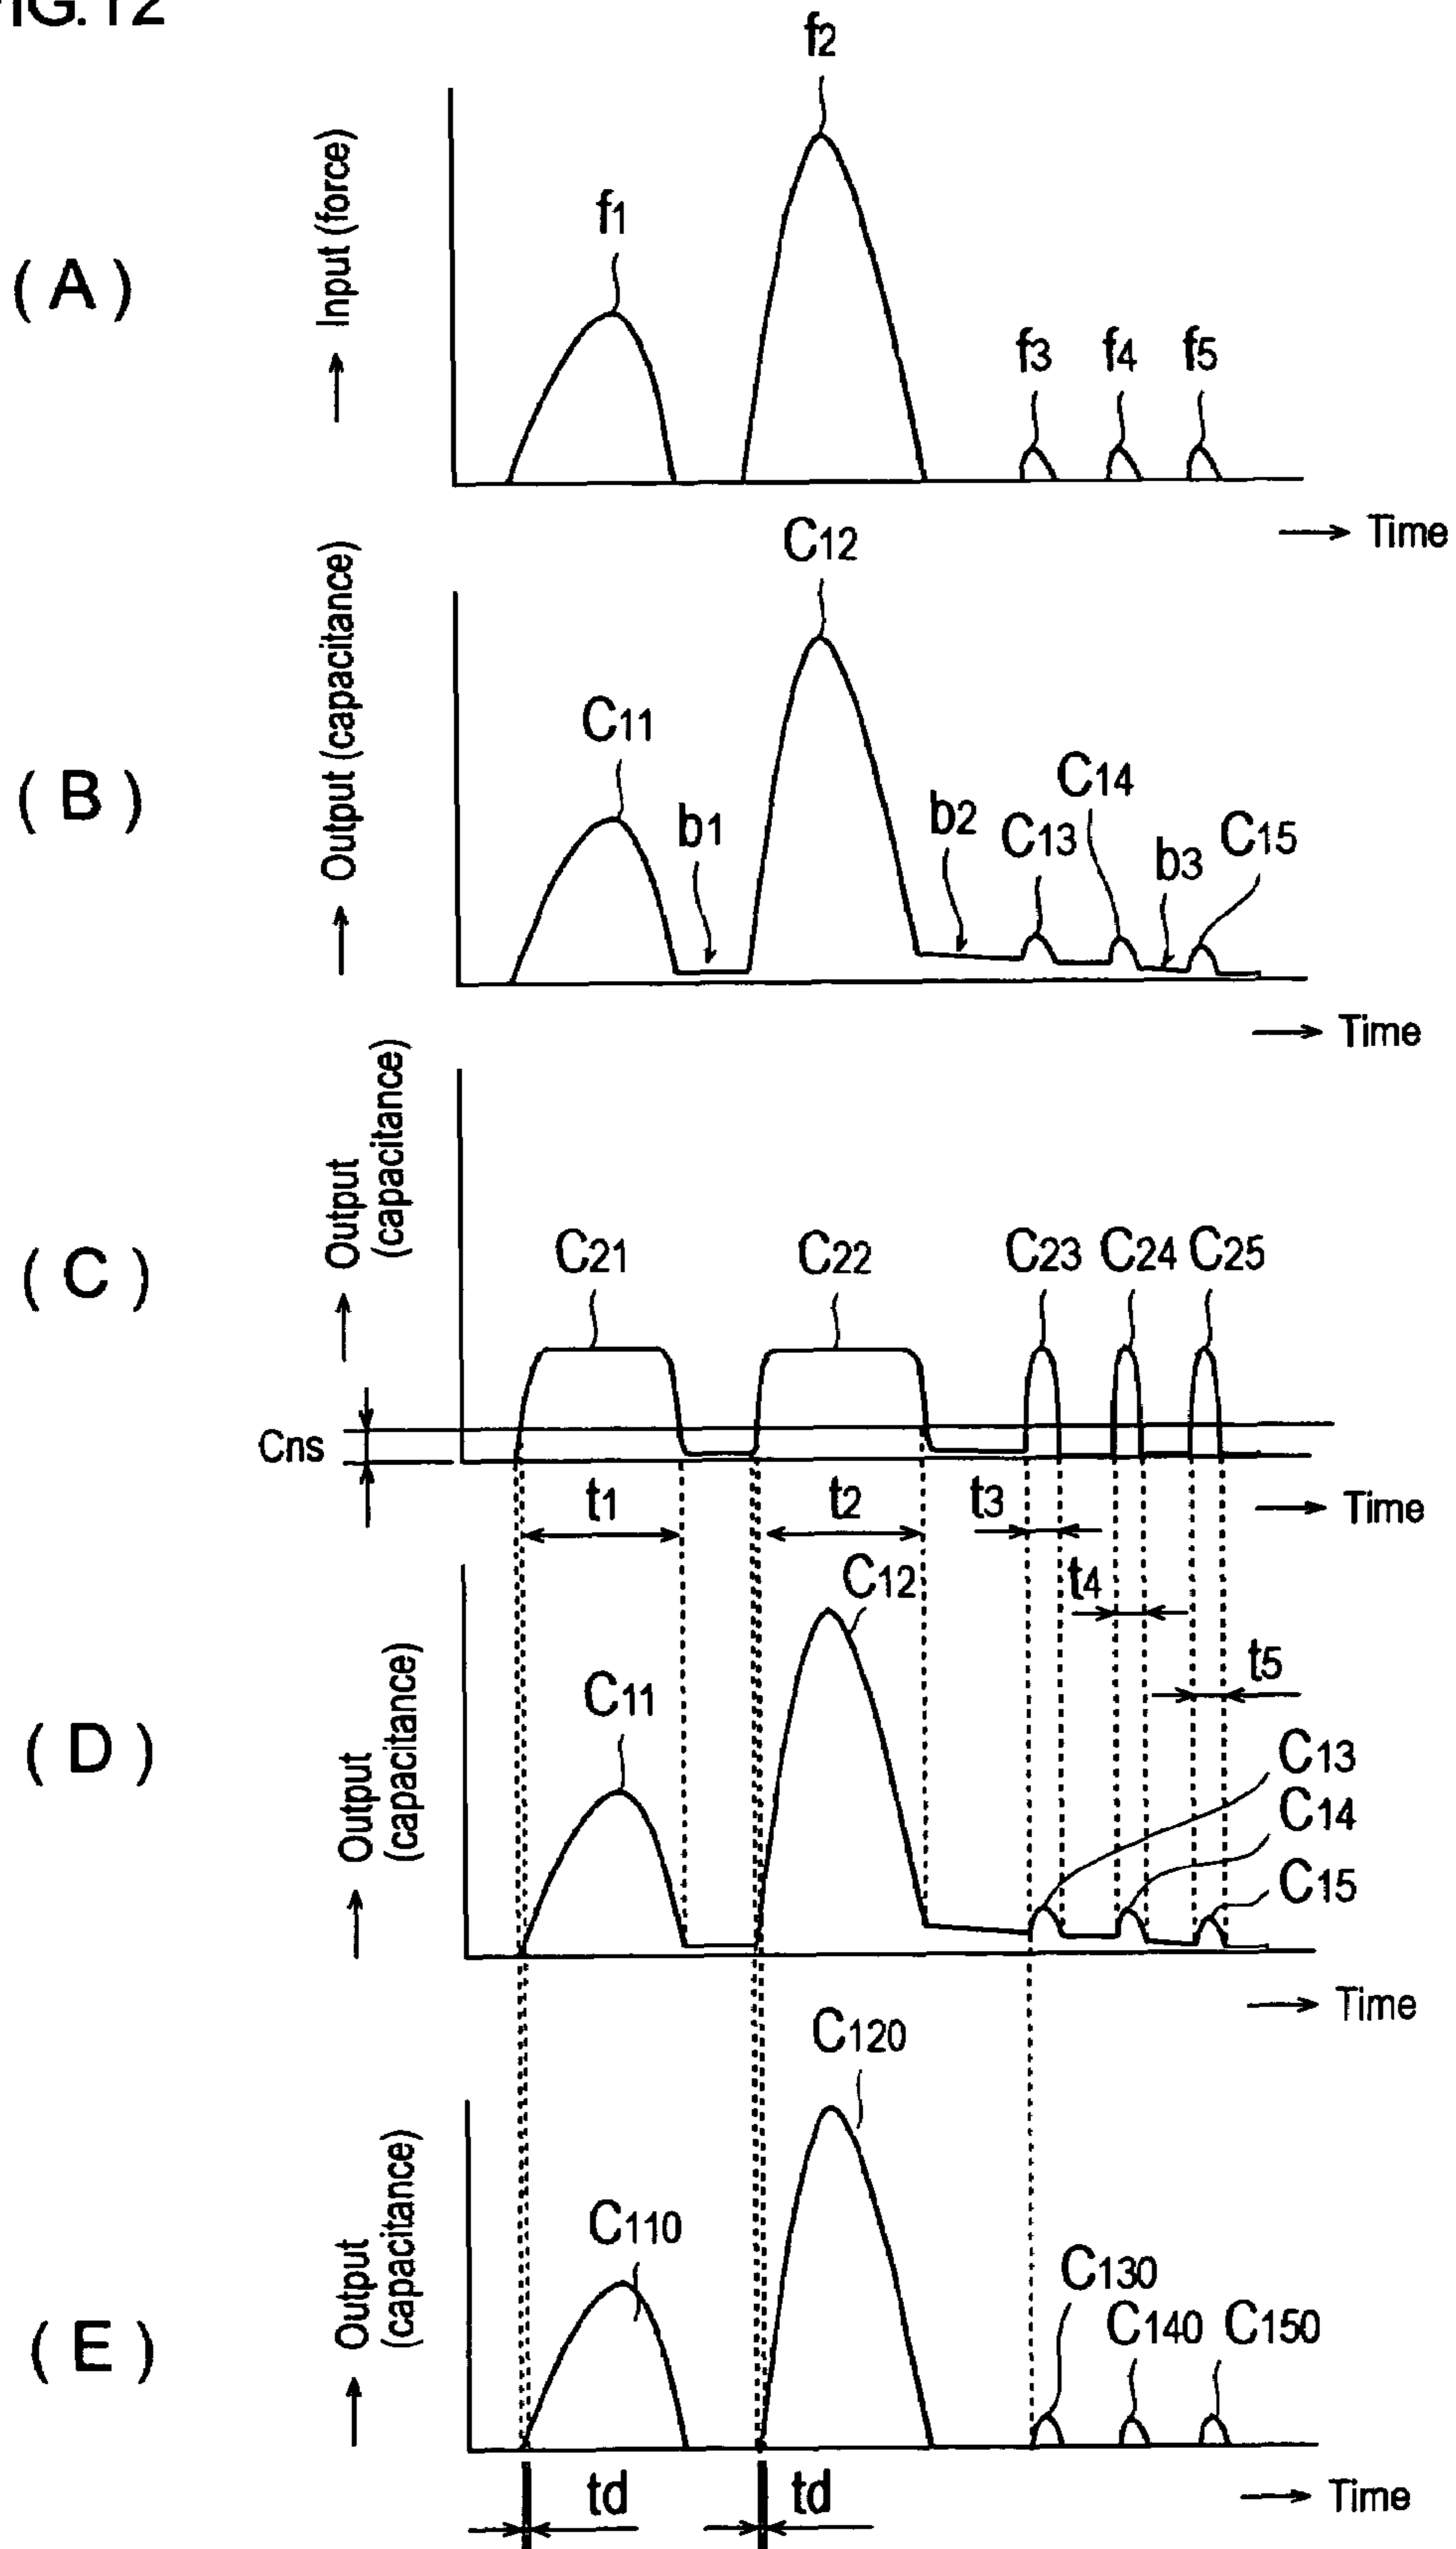 FIG. 12
( A )
Input (force)
f1
f2
f3
f4
f5
Time
( B )
Output (capacitance)
C11
b1
C12
b2
C13
C14
b3
C15
Time
( C )
Output
(capacitance)
C21
C22
C23
C24
C25
Cns
t1
t2
t3
Time
t4
t5
( D )
Output
(capacitance)
C11
C12
C13
C14
C15
Time
( E )
Output
(capacitance)
C110
C120
C130
C140
C150
td
td
Time